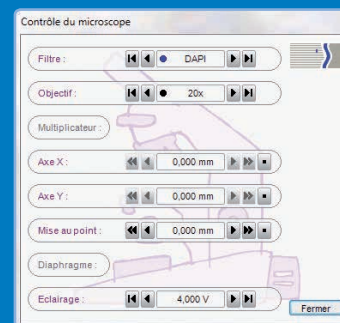 Contrôle du microscope
Filtre : DAPI
Objectif : 20x
Multiplicateur :
Axe X : 0,000 mm
Axe Y : 0,000 mm
Mise au point : 0,000 mm
Diaphragme :
Eclairage : 4,000 V
Fermer